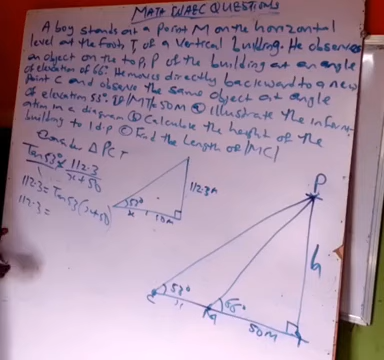 MATH WAEC QUESTIONS
A boy stands at a point M on the horizontal
level at the foot, T of a vertical building. He observes
an object on the top, P of the building at an angle
of elevation of 66° He moves directly backward to a new
Point C and observe the same object at angle
of elevation 53°. If /MT/= 50M ⓐ Illustrate the inform-
ation in a diagram ⓑ Calculate the height of the
building to 1 d.p ⓒ Find the Length of /MC/
Consider Δ PCT
Tan53° 112.3
1 x+50
112.3 = Tan53 (x+50)
112.3 =
53°
x
50m
112.3m
P
h
53°
x
66°
50m
T